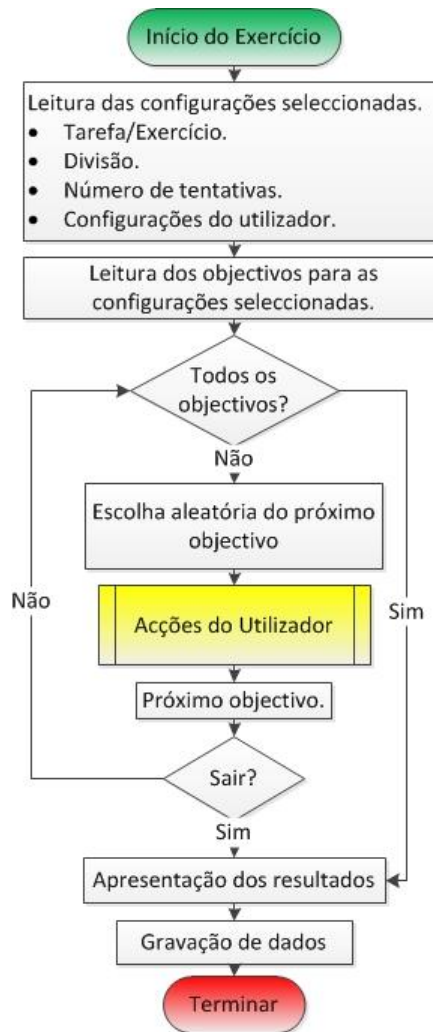 Início do Exercício
Leitura das configurações seleccionadas.
• Tarefa/Exercício.
• Divisão.
• Número de tentativas.
• Configurações do utilizador.
Leitura dos objectivos para as
configurações seleccionadas.
Todos os
objectivos?
Não
Escolha aleatória do próximo
objectivo
Não
Acções do Utilizador
Sim
Próximo objectivo.
Sair?
Sim
Apresentação dos resultados
Gravação de dados
Terminar